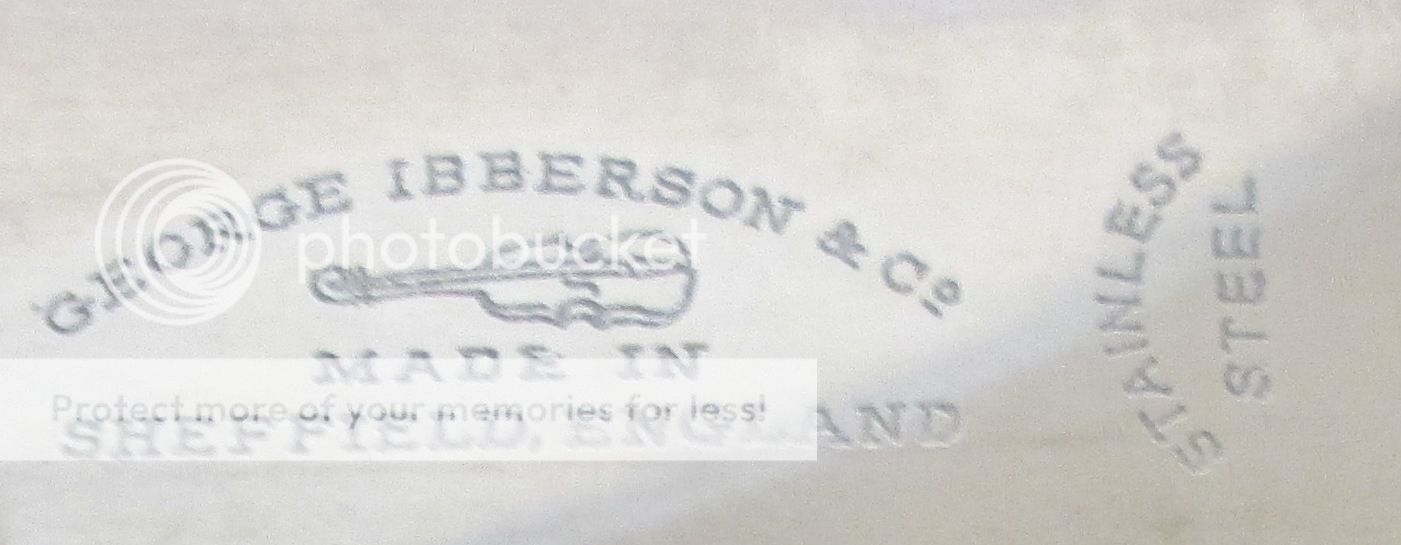 GEORGE IBBERSON & Co
photobucket
MADE IN
Protect more of your memories for less!
SHEFFIELD, ENGLAND
STAINLESS
STEEL